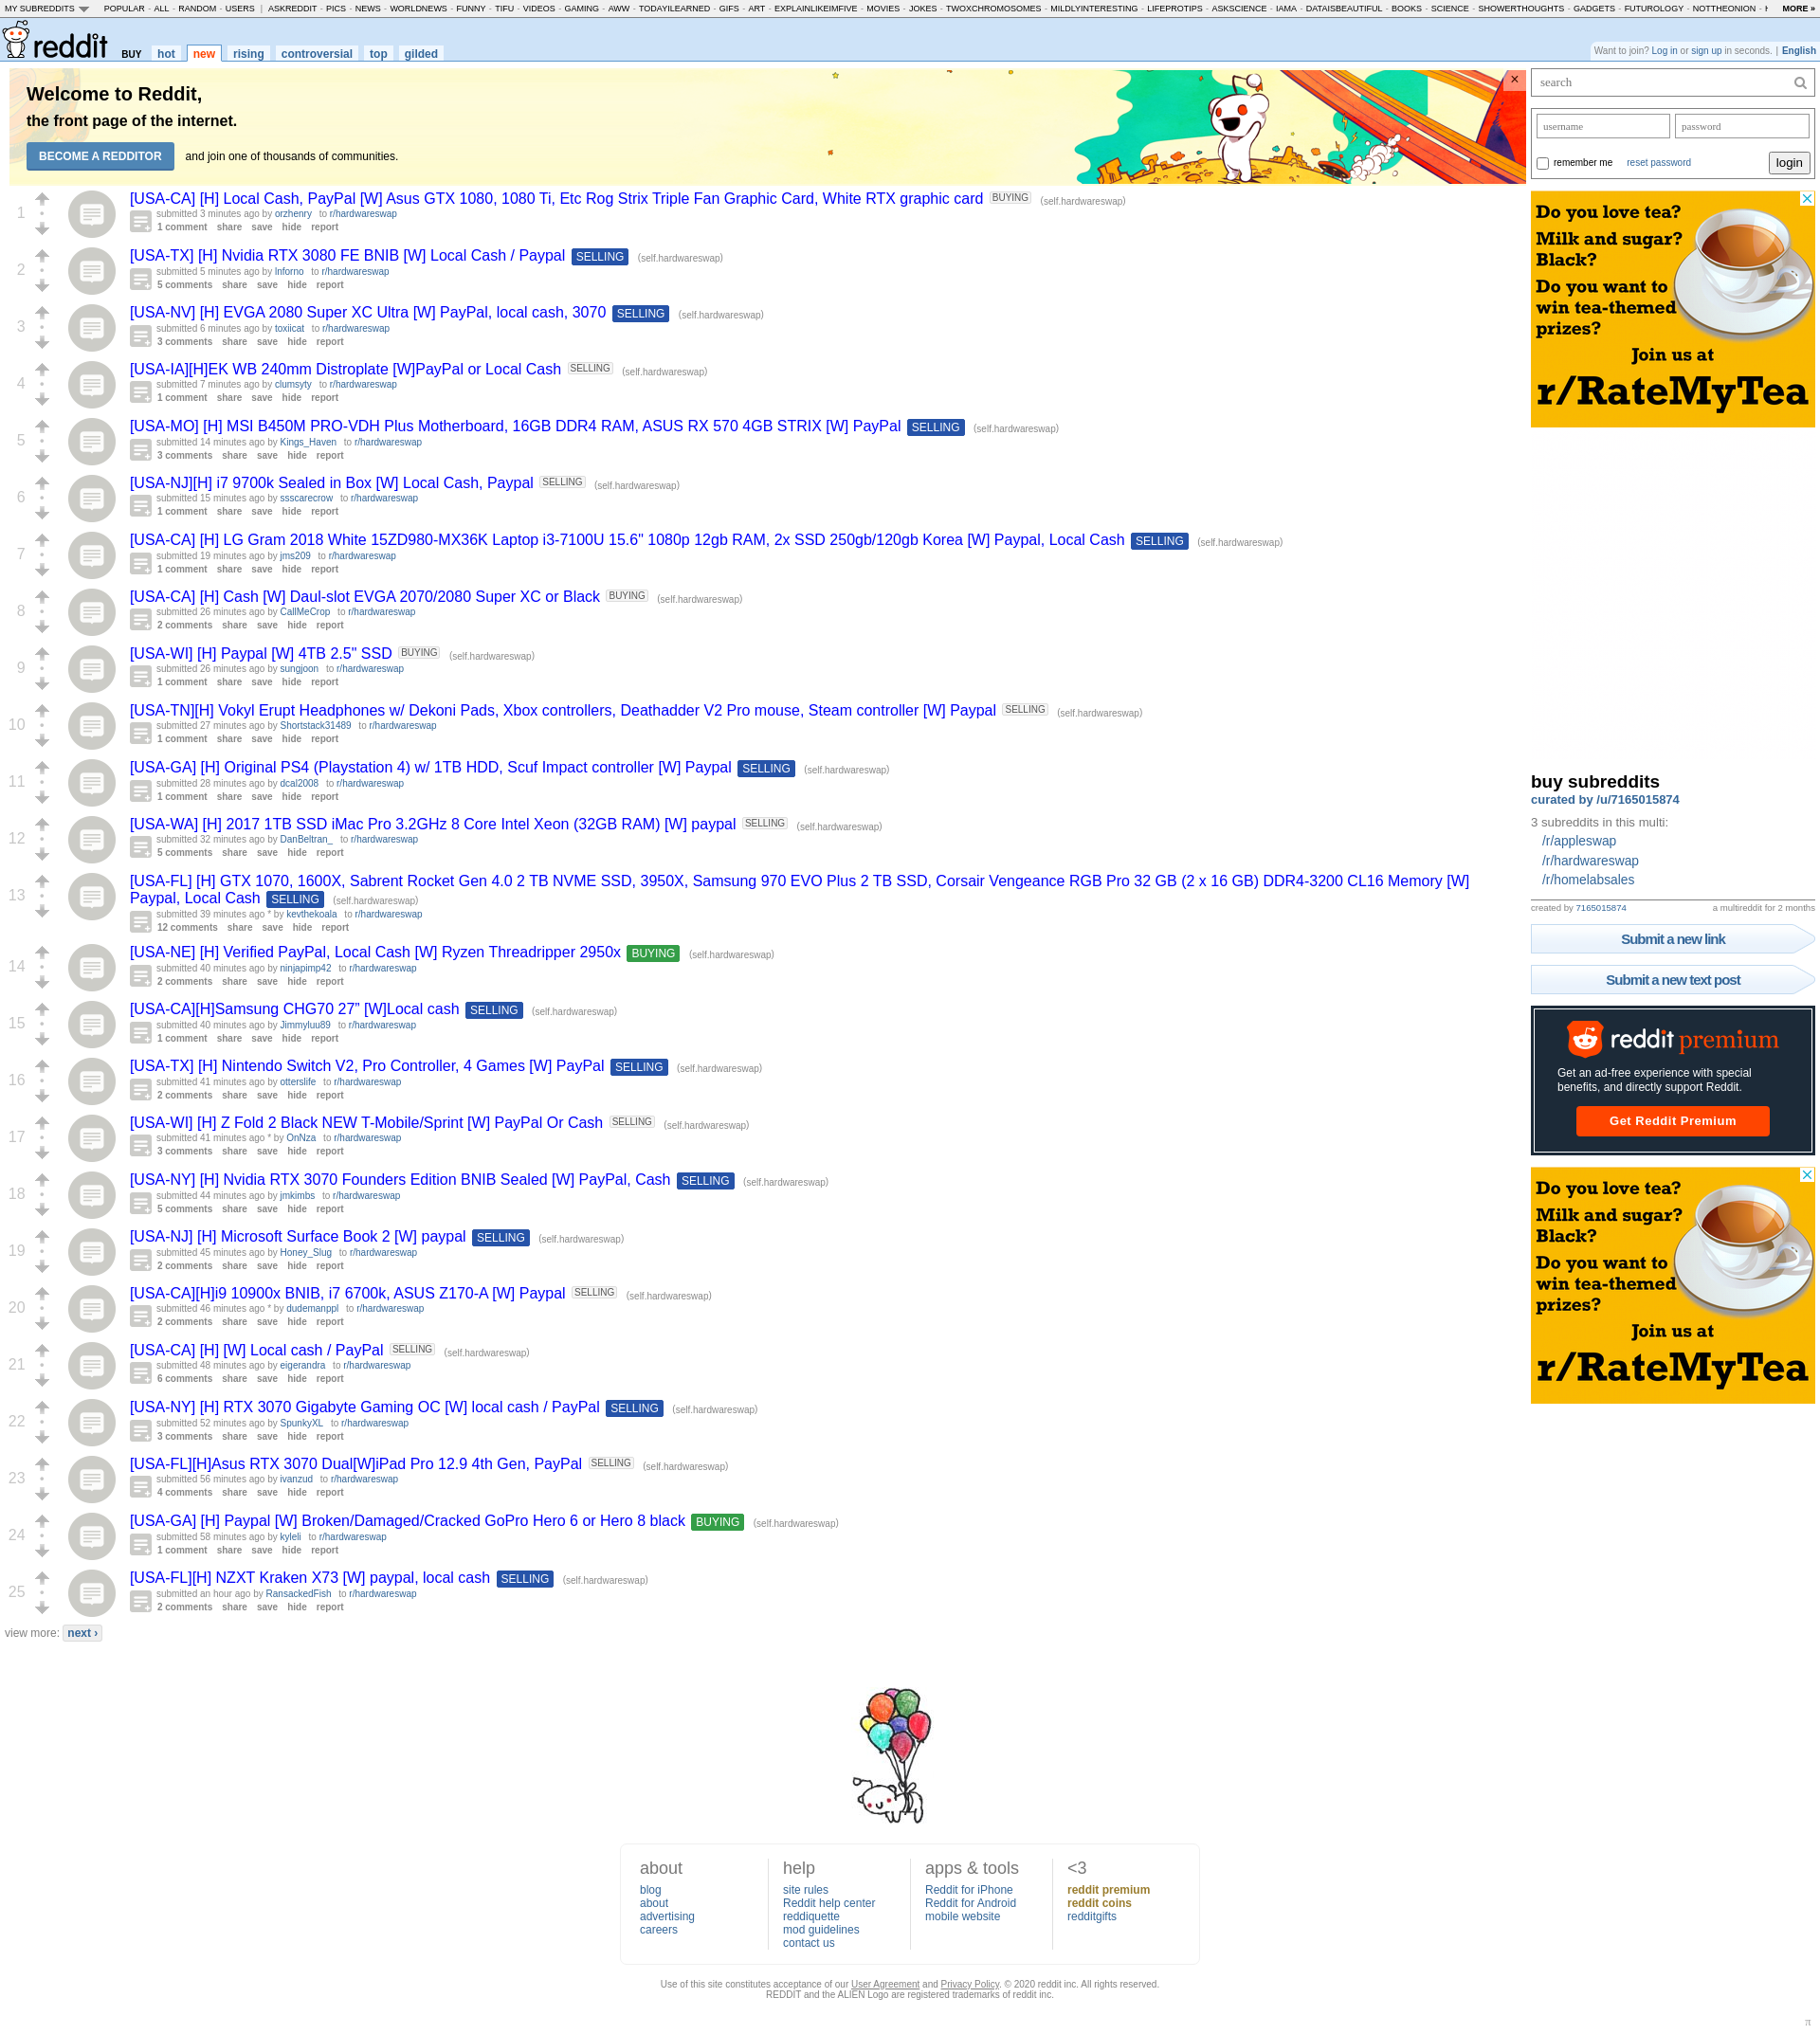 MY SUBREDDITS POPULAR - ALL - RANDOM - USERS | ASKREDDIT - PICS - NEWS - WORLDNEWS - FUNNY - TIFU - VIDEOS - GAMING - AWW - TODAYILEARNED - GIFS - ART - EXPLAINLIKEIMFIVE - MOVIES - JOKES - TWOXCHROMOSOMES - MILDLYINTERESTING - LIFEPROTIPS - ASKSCIENCE - IAMA - DATAISBEAUTIFUL - BOOKS - SCIENCE - SHOWERTHOUGHTS - GADGETS - FUTUROLOGY - NOTTHEONION - MORE »
reddit BUY hot new rising controversial top gilded
Want to join? Log in or sign up in seconds. | English
Welcome to Reddit,
the front page of the internet.
BECOME A REDDITOR and join one of thousands of communities.
×
1
[USA-CA] [H] Local Cash, PayPal [W] Asus GTX 1080, 1080 Ti, Etc Rog Strix Triple Fan Graphic Card, White RTX graphic card BUYING (self.hardwareswap)
submitted 3 minutes ago by orzhenry to r/hardwareswap
1 comment share save hide report
2
[USA-TX] [H] Nvidia RTX 3080 FE BNIB [W] Local Cash / Paypal SELLING (self.hardwareswap)
submitted 5 minutes ago by lnforno to r/hardwareswap
5 comments share save hide report
3
[USA-NV] [H] EVGA 2080 Super XC Ultra [W] PayPal, local cash, 3070 SELLING (self.hardwareswap)
submitted 6 minutes ago by toxiicat to r/hardwareswap
3 comments share save hide report
4
[USA-IA][H]EK WB 240mm Distroplate [W]PayPal or Local Cash SELLING (self.hardwareswap)
submitted 7 minutes ago by clumsyty to r/hardwareswap
1 comment share save hide report
5
[USA-MO] [H] MSI B450M PRO-VDH Plus Motherboard, 16GB DDR4 RAM, ASUS RX 570 4GB STRIX [W] PayPal SELLING (self.hardwareswap)
submitted 14 minutes ago by Kings_Haven to r/hardwareswap
3 comments share save hide report
6
[USA-NJ][H] i7 9700k Sealed in Box [W] Local Cash, Paypal SELLING (self.hardwareswap)
submitted 15 minutes ago by ssscarecrow to r/hardwareswap
1 comment share save hide report
7
[USA-CA] [H] LG Gram 2018 White 15ZD980-MX36K Laptop i3-7100U 15.6" 1080p 12gb RAM, 2x SSD 250gb/120gb Korea [W] Paypal, Local Cash SELLING (self.hardwareswap)
submitted 19 minutes ago by jms209 to r/hardwareswap
1 comment share save hide report
8
[USA-CA] [H] Cash [W] Daul-slot EVGA 2070/2080 Super XC or Black BUYING (self.hardwareswap)
submitted 26 minutes ago by CallMeCrop to r/hardwareswap
2 comments share save hide report
9
[USA-WI] [H] Paypal [W] 4TB 2.5" SSD BUYING (self.hardwareswap)
submitted 26 minutes ago by sungjoon to r/hardwareswap
1 comment share save hide report
10
[USA-TN][H] Vokyl Erupt Headphones w/ Dekoni Pads, Xbox controllers, Deathadder V2 Pro mouse, Steam controller [W] Paypal SELLING (self.hardwareswap)
submitted 27 minutes ago by Shortstack31489 to r/hardwareswap
1 comment share save hide report
11
[USA-GA] [H] Original PS4 (Playstation 4) w/ 1TB HDD, Scuf Impact controller [W] Paypal SELLING (self.hardwareswap)
submitted 28 minutes ago by dcal2008 to r/hardwareswap
1 comment share save hide report
12
[USA-WA] [H] 2017 1TB SSD iMac Pro 3.2GHz 8 Core Intel Xeon (32GB RAM) [W] paypal SELLING (self.hardwareswap)
submitted 32 minutes ago by DanBeltran_ to r/hardwareswap
5 comments share save hide report
13
[USA-FL] [H] GTX 1070, 1600X, Sabrent Rocket Gen 4.0 2 TB NVME SSD, 3950X, Samsung 970 EVO Plus 2 TB SSD, Corsair Vengeance RGB Pro 32 GB (2 x 16 GB) DDR4-3200 CL16 Memory [W]
Paypal, Local Cash SELLING (self.hardwareswap)
submitted 39 minutes ago * by kevthekoala to r/hardwareswap
12 comments share save hide report
14
[USA-NE] [H] Verified PayPal, Local Cash [W] Ryzen Threadripper 2950x BUYING (self.hardwareswap)
submitted 40 minutes ago by ninjapimp42 to r/hardwareswap
2 comments share save hide report
15
[USA-CA][H]Samsung CHG70 27” [W]Local cash SELLING (self.hardwareswap)
submitted 40 minutes ago by Jimmyluu89 to r/hardwareswap
1 comment share save hide report
16
[USA-TX] [H] Nintendo Switch V2, Pro Controller, 4 Games [W] PayPal SELLING (self.hardwareswap)
submitted 41 minutes ago by otterslife to r/hardwareswap
2 comments share save hide report
17
[USA-WI] [H] Z Fold 2 Black NEW T-Mobile/Sprint [W] PayPal Or Cash SELLING (self.hardwareswap)
submitted 41 minutes ago * by OnNza to r/hardwareswap
3 comments share save hide report
18
[USA-NY] [H] Nvidia RTX 3070 Founders Edition BNIB Sealed [W] PayPal, Cash SELLING (self.hardwareswap)
submitted 44 minutes ago by jmkimbs to r/hardwareswap
5 comments share save hide report
19
[USA-NJ] [H] Microsoft Surface Book 2 [W] paypal SELLING (self.hardwareswap)
submitted 45 minutes ago by Honey_Slug to r/hardwareswap
2 comments share save hide report
20
[USA-CA][H]i9 10900x BNIB, i7 6700k, ASUS Z170-A [W] Paypal SELLING (self.hardwareswap)
submitted 46 minutes ago * by dudemanppl to r/hardwareswap
2 comments share save hide report
21
[USA-CA] [H] [W] Local cash / PayPal SELLING (self.hardwareswap)
submitted 48 minutes ago by eigerandra to r/hardwareswap
6 comments share save hide report
22
[USA-NY] [H] RTX 3070 Gigabyte Gaming OC [W] local cash / PayPal SELLING (self.hardwareswap)
submitted 52 minutes ago by SpunkyXL to r/hardwareswap
3 comments share save hide report
23
[USA-FL][H]Asus RTX 3070 Dual[W]iPad Pro 12.9 4th Gen, PayPal SELLING (self.hardwareswap)
submitted 56 minutes ago by ivanzud to r/hardwareswap
4 comments share save hide report
24
[USA-GA] [H] Paypal [W] Broken/Damaged/Cracked GoPro Hero 6 or Hero 8 black BUYING (self.hardwareswap)
submitted 58 minutes ago by kyleli to r/hardwareswap
1 comment share save hide report
25
[USA-FL][H] NZXT Kraken X73 [W] paypal, local cash SELLING (self.hardwareswap)
submitted an hour ago by RansackedFish to r/hardwareswap
2 comments share save hide report
view more: next ›
search
username password
remember me reset password login
Do you love tea?
Milk and sugar?
Black?
Do you want to
win tea-themed
prizes?
Join us at
r/RateMyTea
buy subreddits
curated by /u/7165015874
3 subreddits in this multi:
/r/appleswap
/r/hardwareswap
/r/homelabsales
created by 7165015874 a multireddit for 2 months
Submit a new link
Submit a new text post
reddit premium
Get an ad-free experience with special
benefits, and directly support Reddit.
Get Reddit Premium
Do you love tea?
Milk and sugar?
Black?
Do you want to
win tea-themed
prizes?
Join us at
r/RateMyTea
about
blog
about
advertising
careers
help
site rules
Reddit help center
reddiquette
mod guidelines
contact us
apps & tools
Reddit for iPhone
Reddit for Android
mobile website
<3
reddit premium
reddit coins
redditgifts
Use of this site constitutes acceptance of our User Agreement and Privacy Policy. © 2020 reddit inc. All rights reserved.
REDDIT and the ALIEN Logo are registered trademarks of reddit inc.
π